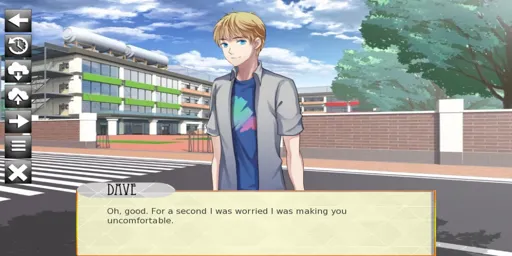 DAVE
Oh, good. For a second I was worried I was making you
uncomfortable.